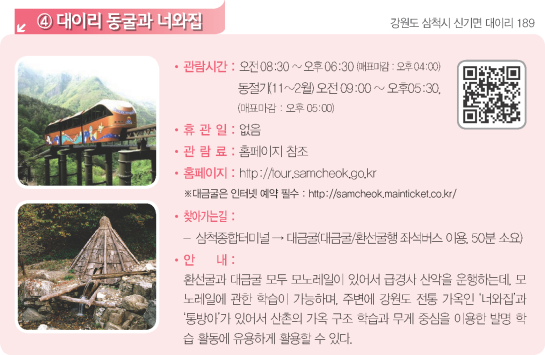 ④ 대이리 동굴과 너와집
강원도 삼척시 신기면 대이리 189
• 관람시간 : 오전 08:30 ~ 오후 06:30 (매표마감 : 오후 04:00)
동절기(11~2월) 오전 09:00 ~ 오후05:30,
(매표마감 : 오후 05:00)
• 휴 관 일 : 없음
• 관 람 료 : 홈페이지 참조
• 홈페이지 : http://tour.samcheok.go.kr
※대금굴은 인터넷 예약 필수 : http://samcheok.mainticket.co.kr/
• 찾아가는길 :
– 삼척종합터미널 → 대금굴(대금굴/환선굴행 좌석버스 이용, 50분 소요)
• 안 내 :
환선굴과 대금굴 모두 모노레일이 있어서 급경사 산악을 운행하는데, 모
노레일에 관한 학습이 가능하며, 주변에 강원도 전통 가옥인 '너와집'과
'통방아'가 있어서 산촌의 가옥 구조 학습과 무게 중심을 이용한 발명 학
습 활동에 유용하게 활용할 수 있다.